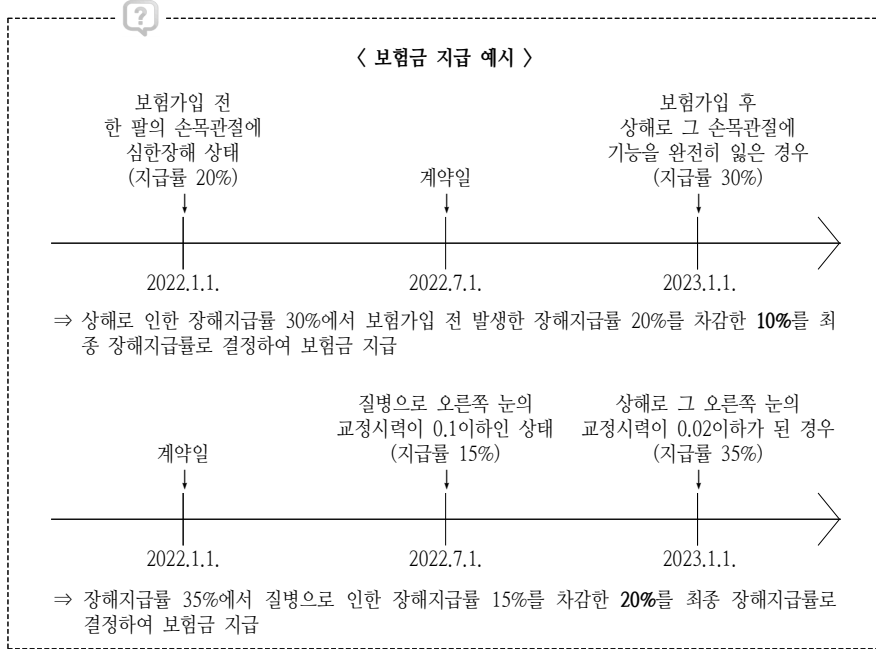 ?
〈 보험금 지급 예시 〉
보험가입 전
한 팔의 손목관절에
심한장해 상태
(지급률 20%)
계약일
보험가입 후
상해로 그 손목관절에
기능을 완전히 잃은 경우
(지급률 30%)
2022.1.1.
2022.7.1.
2023.1.1.
⇒ 상해로 인한 장해지급률 30%에서 보험가입 전 발생한 장해지급률 20%를 차감한 10%를 최
종 장해지급률로 결정하여 보험금 지급
계약일
질병으로 오른쪽 눈의
교정시력이 0.1이하인 상태
(지급률 15%)
상해로 그 오른쪽 눈의
교정시력이 0.02이하가 된 경우
(지급률 35%)
2022.1.1.
2022.7.1.
2023.1.1.
⇒ 장해지급률 35%에서 질병으로 인한 장해지급률 15%를 차감한 20%를 최종 장해지급률로
결정하여 보험금 지급